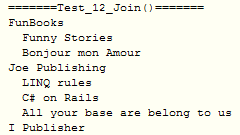 =======Test_12_Join()=======
FunBooks
  Funny Stories
  Bonjour mon Amour
Joe Publishing
  LINQ rules
  C# on Rails
  All your base are belong to us
I Publisher